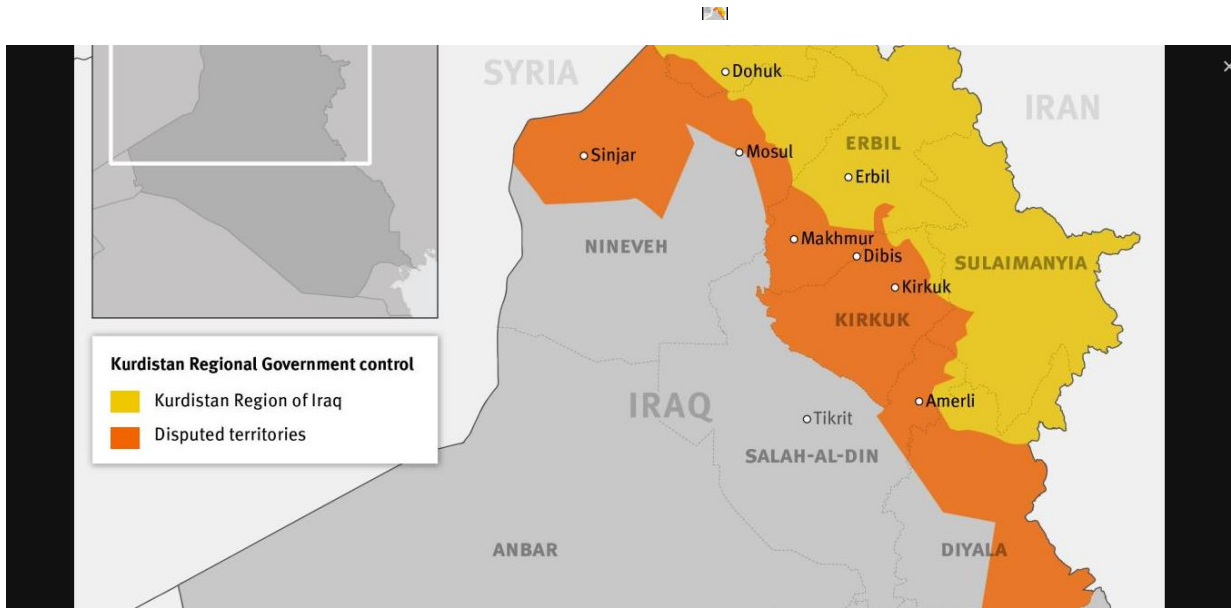 SYRIA
Dohuk
IRAN
ERBIL
Sinjar
Mosul
Erbil
NINEVEH
Makhmur
Dibis
SULAIMANYIA
Kirkuk
KIRKUK
Kurdistan Regional Government control
Kurdistan Region of Iraq
Disputed territories
IRAQ
Amerli
Tikrit
SALAH-AL-DIN
ANBAR
DIYALA